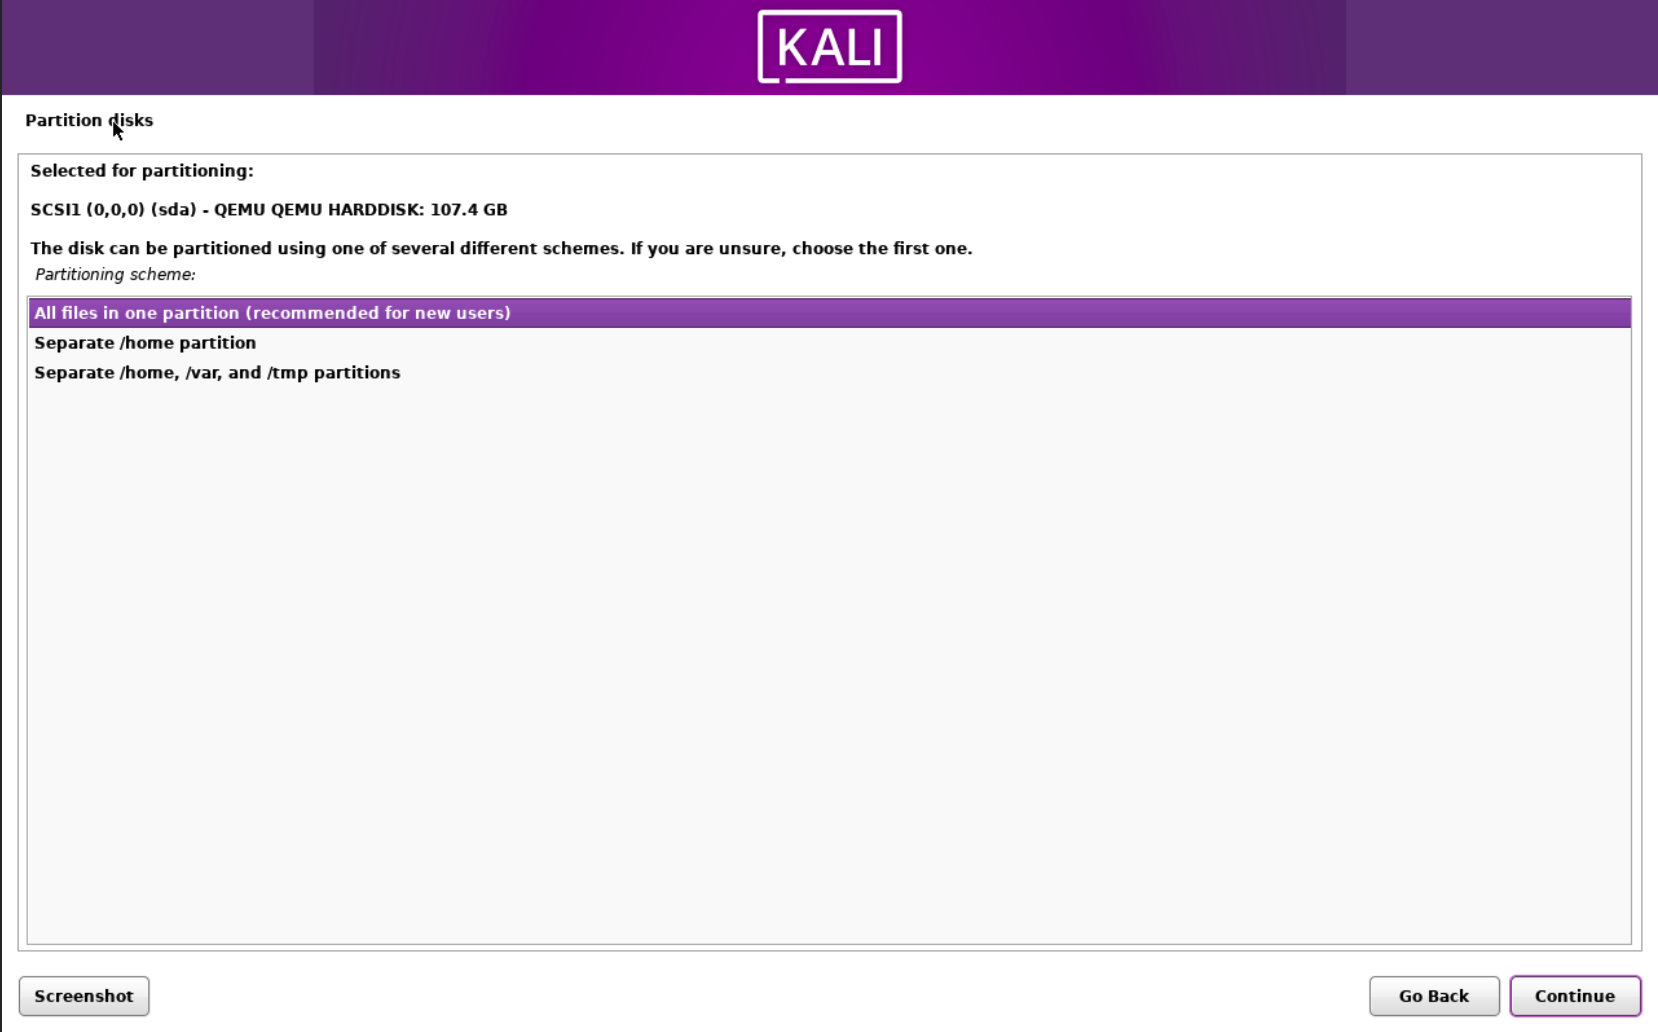 KALI
Partition disks
Selected for partitioning:
SCSI1 (0,0,0) (sda) - QEMU QEMU HARDDISK: 107.4 GB
The disk can be partitioned using one of several different schemes. If you are unsure, choose the first one.
Partitioning scheme:
All files in one partition (recommended for new users)
Separate /home partition
Separate /home, /var, and /tmp partitions
Screenshot
Go Back
Continue